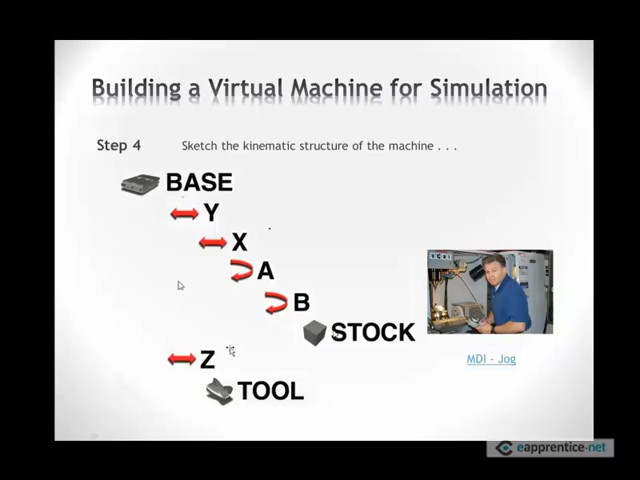 Building a Virtual Machine for Simulation
Step 4 Sketch the kinematic structure of the machine . . .
BASE
Y
X
A
B
STOCK
Z
TOOL
MDI - Jog
eapprentice.net